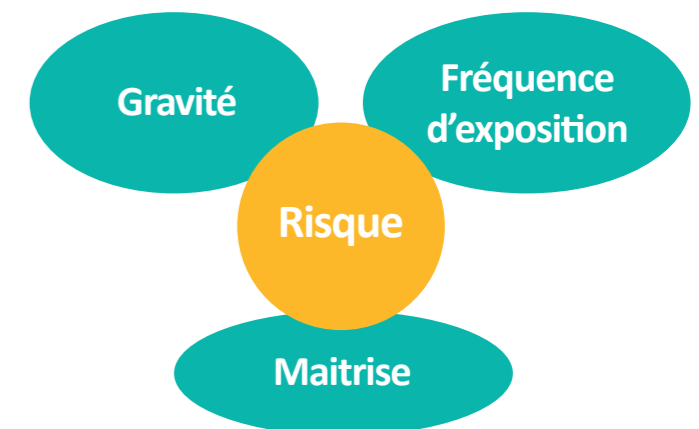 Gravité
Fréquence
d’exposition
Risque
Maitrise